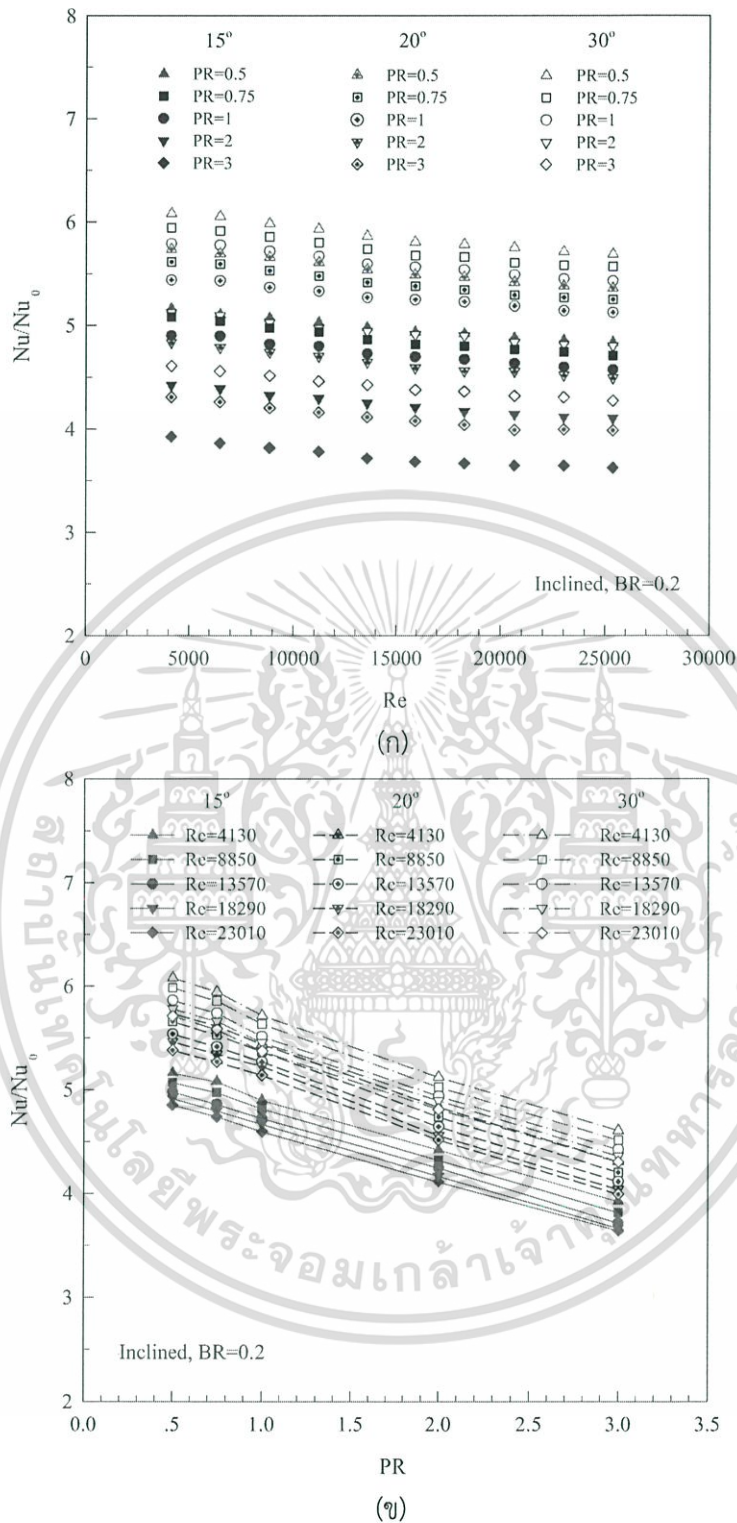 8
7
6
5
4
3
2
Nu/Nu₀
15° 20° 30°
PR=0.5 PR=0.5 PR=0.5
PR=0.75 PR=0.75 PR=0.75
PR=1 PR=1 PR=1
PR=2 PR=2 PR=2
PR=3 PR=3 PR=3
Inclined, BR=0.2
0 5000 10000 15000 20000 25000 30000
Re
(ก)
8
7
6
5
4
3
2
Nu/Nu₀
15° 20° 30°
Re=4130 Re=4130 Re=4130
Re=8850 Re=8850 Re=8850
Re=13570 Re=13570 Re=13570
Re=18290 Re=18290 Re=18290
Re=23010 Re=23010 Re=23010
Inclined, BR=0.2
0.0 .5 1.0 1.5 2.0 2.5 3.0 3.5
PR
(ข)